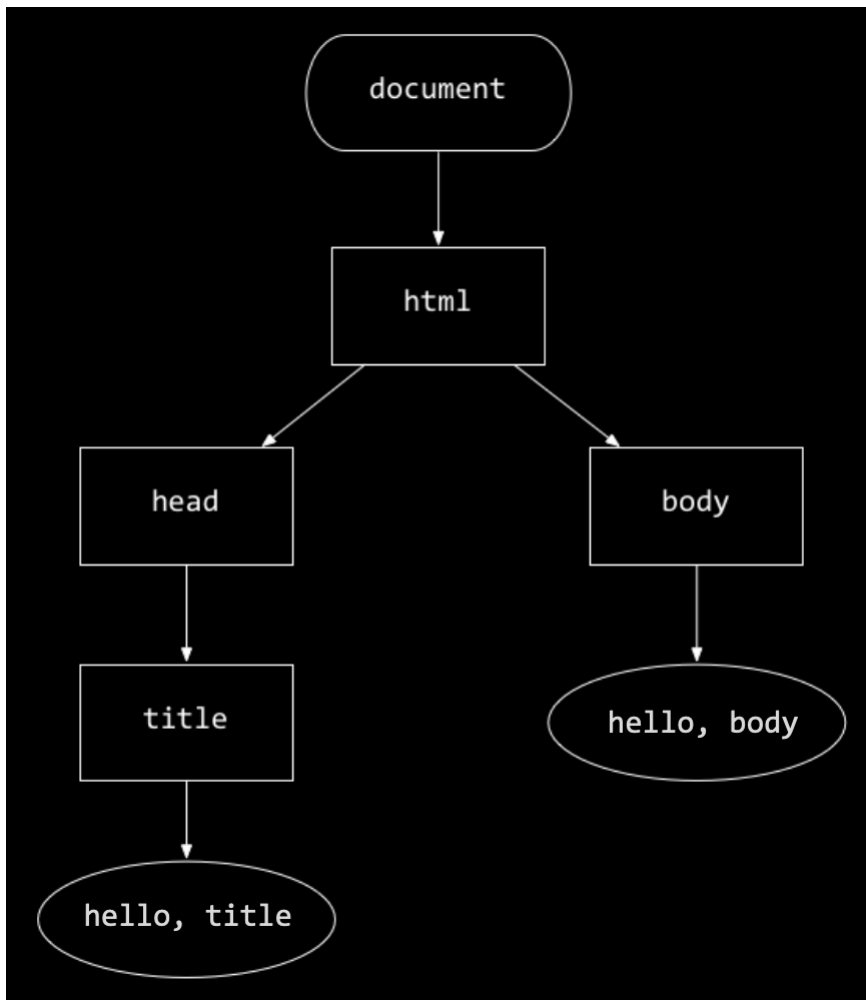 document
html
head
body
title
hello, body
hello, title